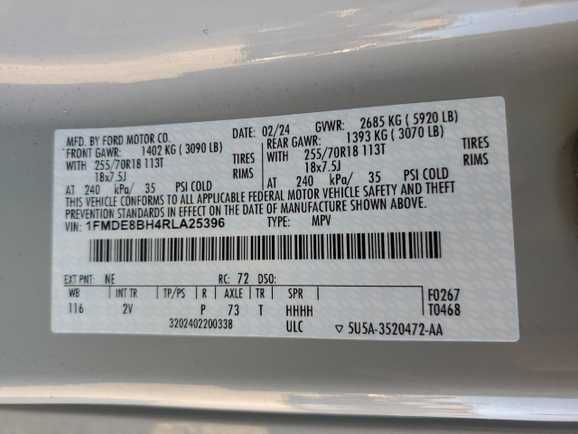 MFD. BY FORD MOTOR CO. DATE: 02/24 GVWR: 2685 KG ( 5920 LB)
FRONT GAWR: 1402 KG ( 3090 LB) REAR GAWR: 1393 KG ( 3070 LB)
WITH 255/70R18 113T TIRES WITH 255/70R18 113T TIRES
18x7.5J RIMS 18x7.5J RIMS
AT 240 kPa/ 35 PSI COLD AT 240 kPa/ 35 PSI COLD
THIS VEHICLE CONFORMS TO ALL APPLICABLE FEDERAL MOTOR VEHICLE SAFETY AND THEFT
PREVENTION STANDARDS IN EFFECT ON THE DATE OF MANUFACTURE SHOWN ABOVE.
VIN: 1FMDE8BH4RLA25396 TYPE: MPV
EXT PNT: NE RC: 72 DSO:
WB INT TR TP/PS R AXLE TR SPR F0267
116 2V P 73 T HHHH T0468
3202402200338 ULC ▽ 5U5A-3520472-AA